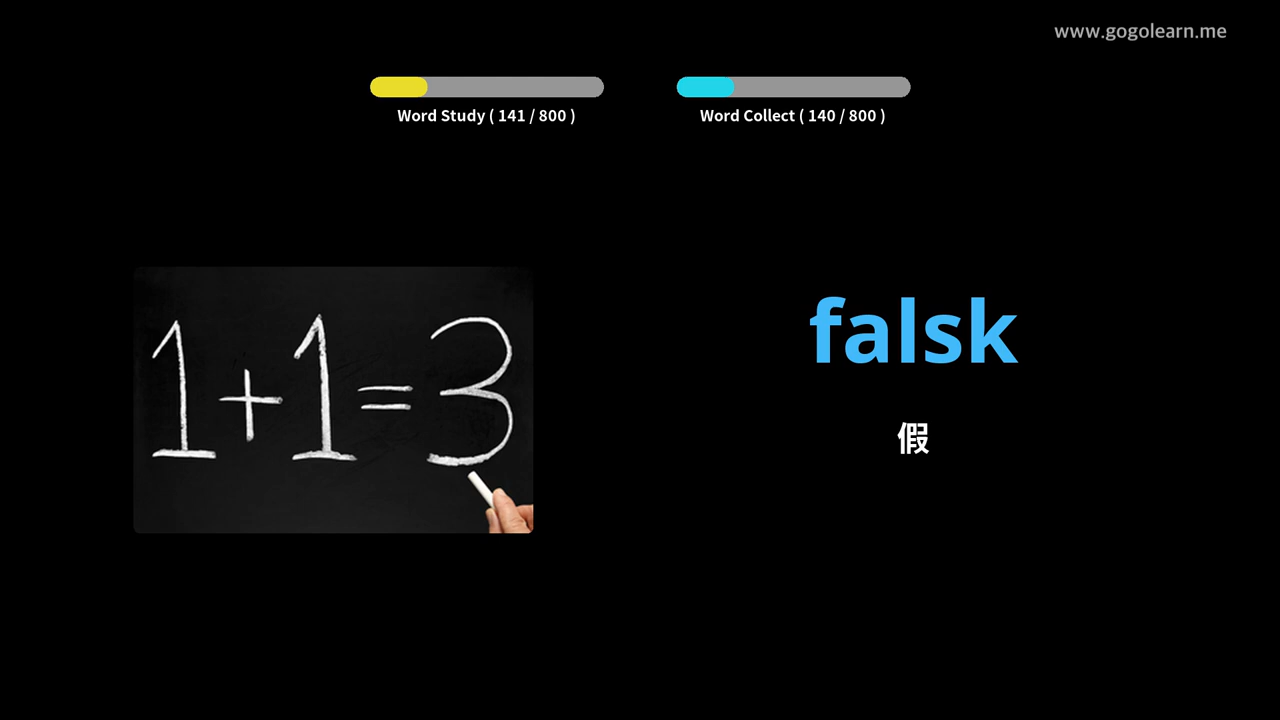 www.gogolearn.me
Word Study ( 141 / 800 )
Word Collect ( 140 / 800 )
1+1=3
falsk
假